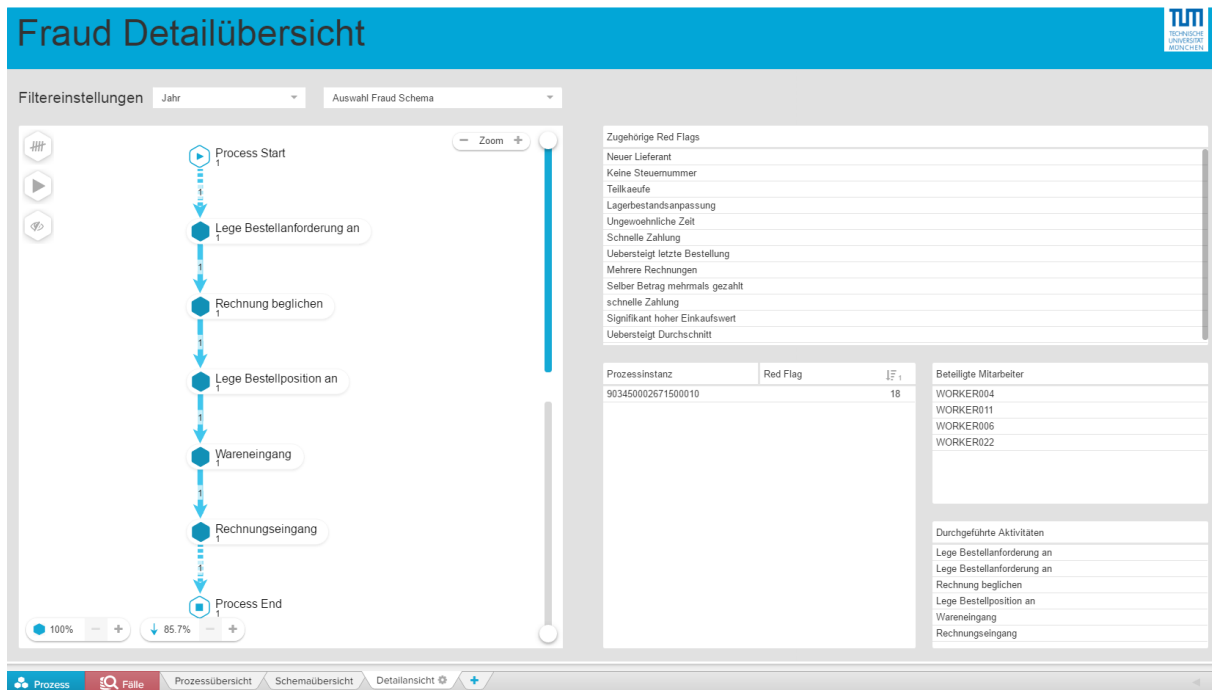 Fraud Detailübersicht
TUM
TECHNISCHE
UNIVERSITÄT
MÜNCHEN
Filtereinstellungen Jahr Auswahl Fraud Schema
− Zoom +
Process Start
1
1
Lege Bestellanforderung an
1
1
Rechnung beglichen
1
1
Lege Bestellposition an
1
1
Wareneingang
1
1
Rechnungseingang
1
1
Process End
1
100% − +
85.7% − +
Zugehörige Red Flags
Neuer Lieferant
Keine Steuernummer
Teilkaeufe
Lagerbestandsanpassung
Ungewoehnliche Zeit
Schnelle Zahlung
Uebersteigt letzte Bestellung
Mehrere Rechnungen
Selber Betrag mehrmals gezahlt
schnelle Zahlung
Signifikant hoher Einkaufswert
Uebersteigt Durchschnitt
Prozessinstanz Red Flag 1
903450002671500010 18
Beteiligte Mitarbeiter
WORKER004
WORKER011
WORKER006
WORKER022
Durchgeführte Aktivitäten
Lege Bestellanforderung an
Lege Bestellanforderung an
Rechnung beglichen
Lege Bestellposition an
Wareneingang
Rechnungseingang
Prozess Fälle Prozessübersicht Schemaübersicht Detailansicht +